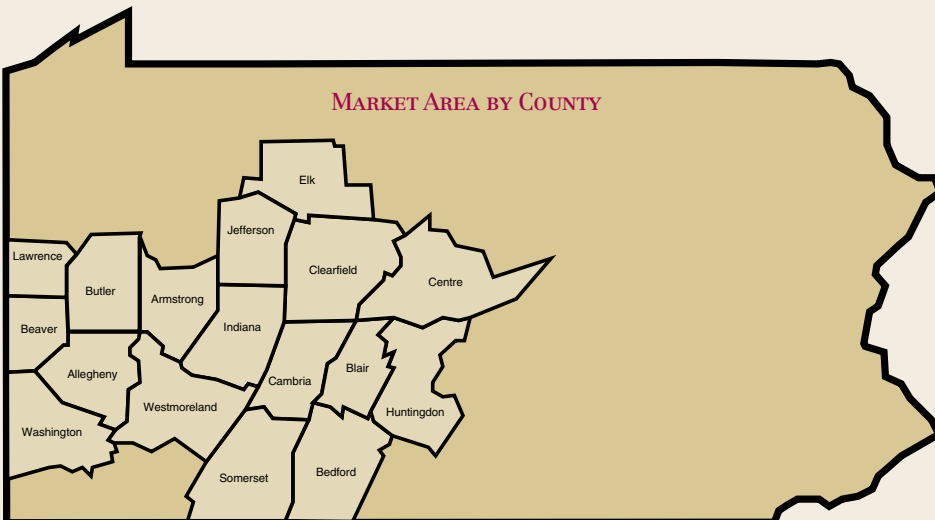 Market Area by County
Elk
Jefferson
Lawrence
Clearfield
Centre
Butler
Armstrong
Beaver
Indiana
Allegheny
Blair
Cambria
Westmoreland
Huntingdon
Washington
Somerset
Bedford